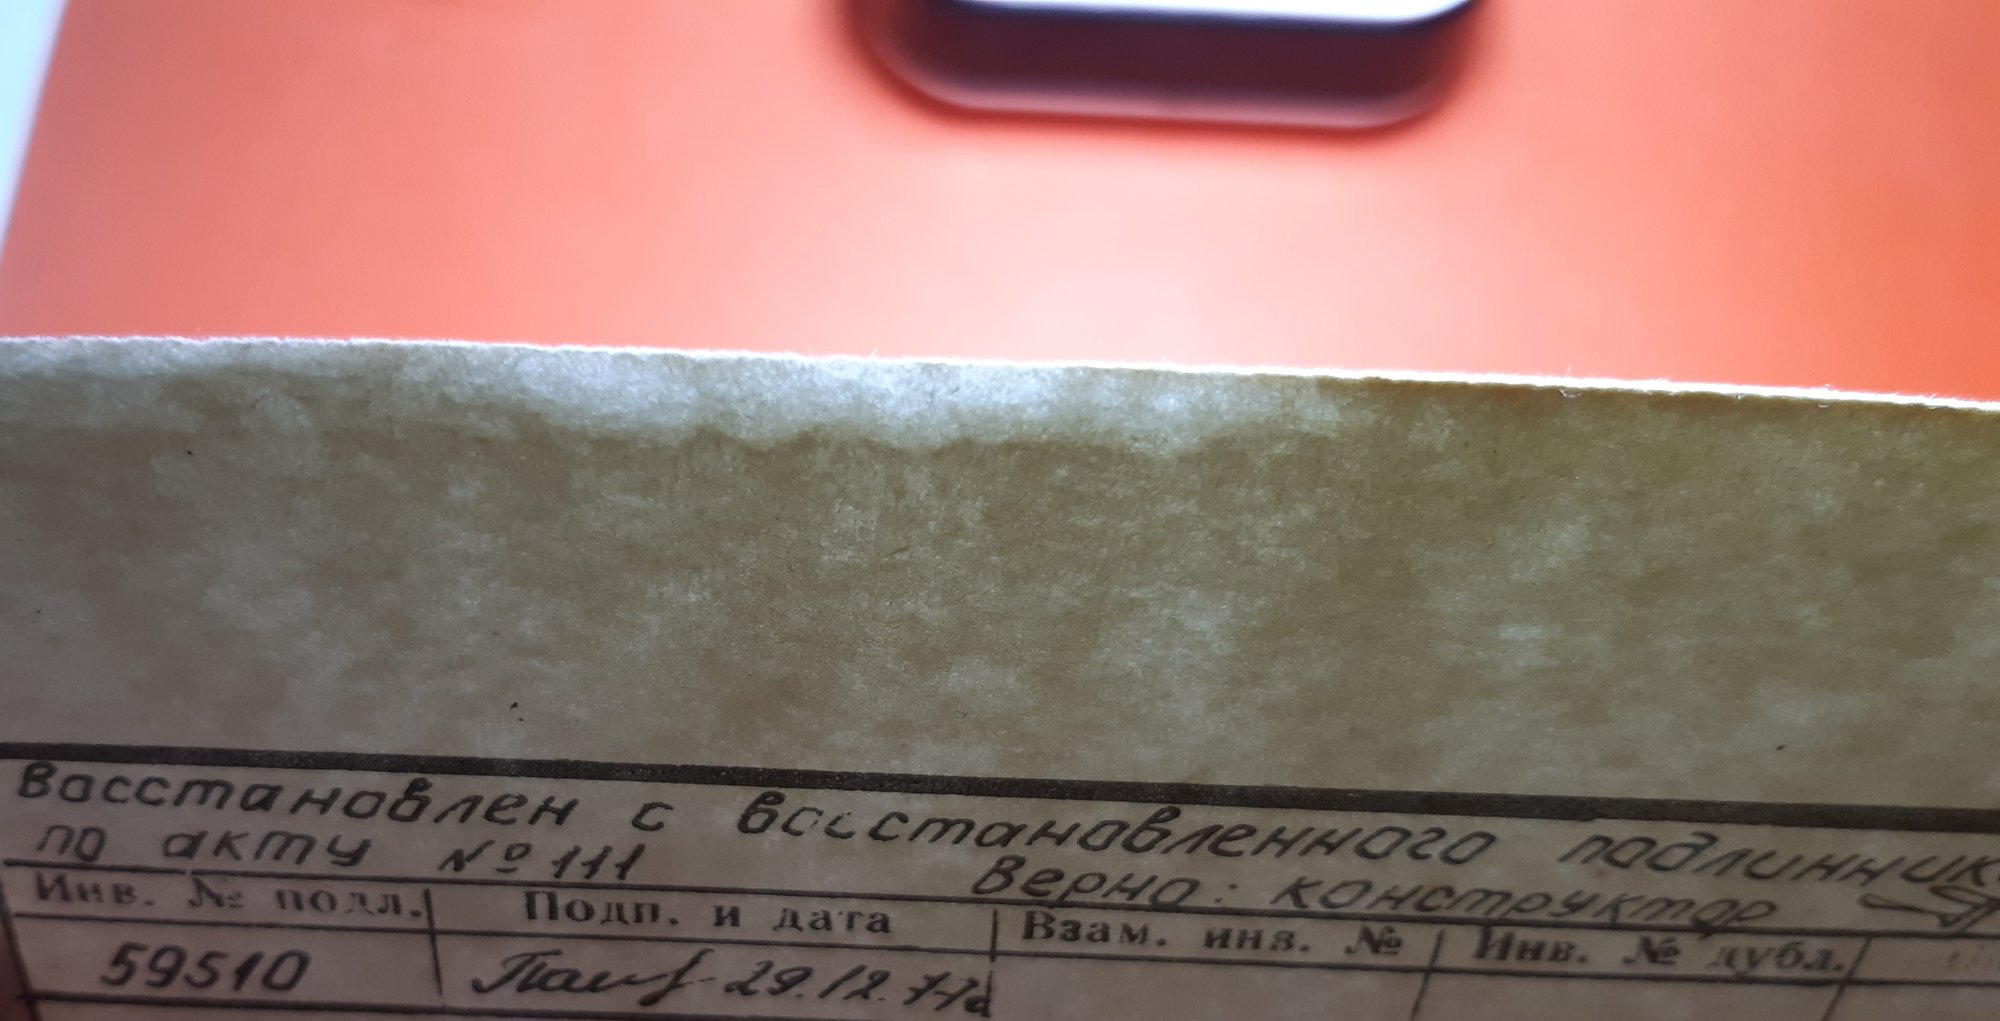 Восстановлен с восстановленного подлинник
по акту №111 Верно: конструктор
Инв. № подл. Подп. и дата Взам. инв. № Инв. № дубл.
59510 29.12.77г